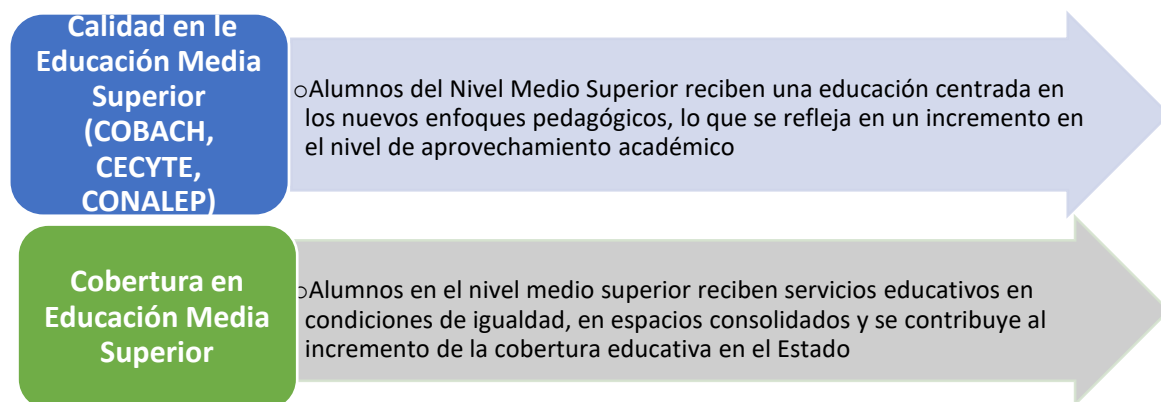 Calidad en le
Educación Media
Superior
(COBACH,
CECYTE,
CONALEP)
oAlumnos del Nivel Medio Superior reciben una educación centrada en
los nuevos enfoques pedagógicos, lo que se refleja en un incremento en
el nivel de aprovechamiento académico
Cobertura en
Educación Media
Superior
oAlumnos en el nivel medio superior reciben servicios educativos en
condiciones de igualdad, en espacios consolidados y se contribuye al
incremento de la cobertura educativa en el Estado